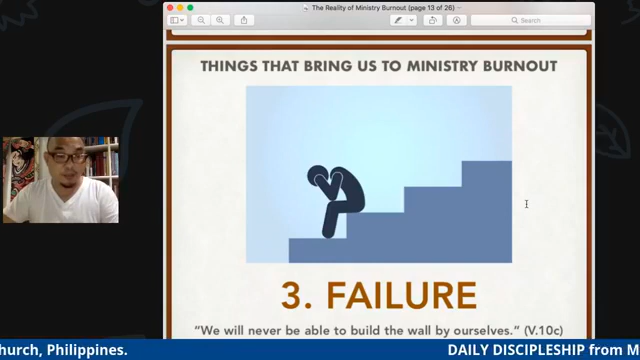 The Reality of Ministry Burnout (page 13 of 26)
Search
THINGS THAT BRING US TO MINISTRY BURNOUT
3. FAILURE
"We will never be able to build the wall by ourselves." (V.10c)
hurch, Philippines.
DAILY DISCIPLESHIP from M